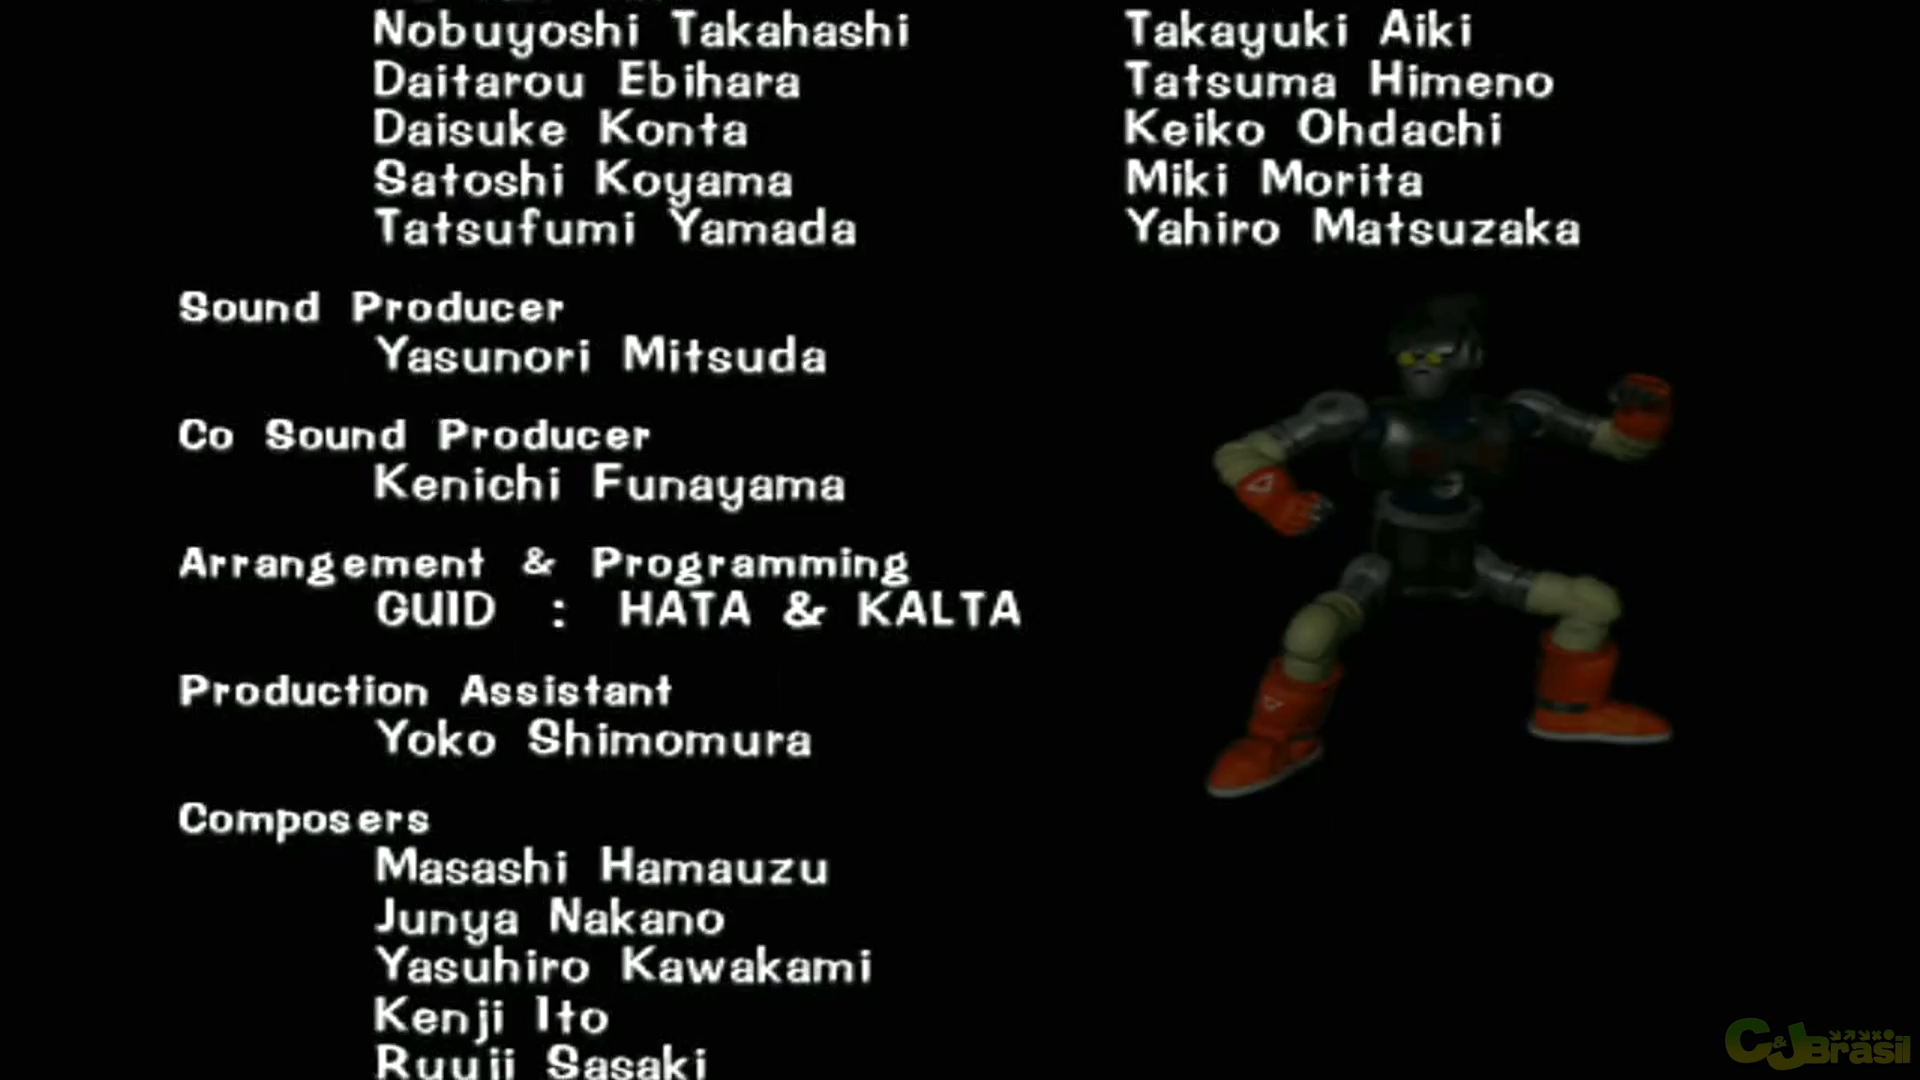 Nobuyoshi Takahashi Takayuki Aiki
Daitarou Ebihara Tatsuma Himeno
Daisuke Konta Keiko Ohdachi
Satoshi Koyama Miki Morita
Tatsufumi Yamada Yahiro Matsuzaka
Sound Producer
Yasunori Mitsuda
Co Sound Producer
Kenichi Funayama
Arrangement & Programming
GUID : HATA & KALTA
Production Assistant
Yoko Shimomura
Composers
Masashi Hamauzu
Junya Nakano
Yasuhiro Kawakami
Kenji Ito
Ryuji Sasaki
C&JBrasil